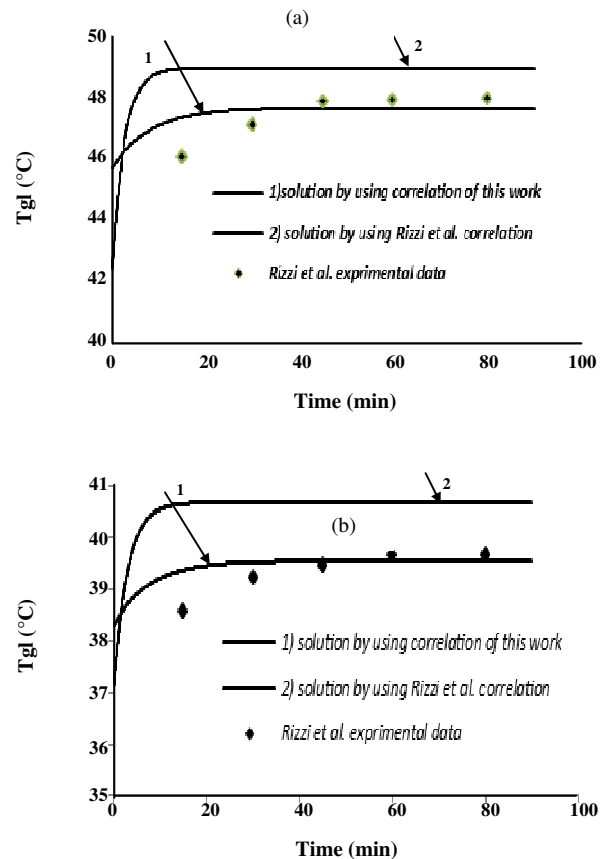 (a)
50
48
46
44
42
40
Tgl (°C)
1
2
1)solution by using correlation of this work
2) solution by using Rizzi et al. correlation
Rizzi et al. exprimental data
0
20
40
60
80
100
Time (min)
41
40
39
38
37
36
35
Tgl (°C)
1
2
(b)
1) solution by using correlation of this work
2) solution by using Rizzi et al. correlation
Rizzi et al. exprimental data
0
20
40
60
80
100
Time (min)